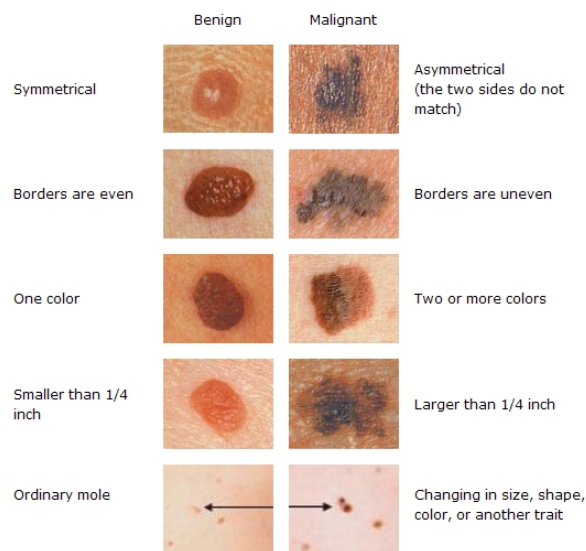 Benign
Malignant
Symmetrical
Asymmetrical
(the two sides do not
match)
Borders are even
Borders are uneven
One color
Two or more colors
Smaller than 1/4
inch
Larger than 1/4 inch
Ordinary mole
Changing in size, shape,
color, or another trait